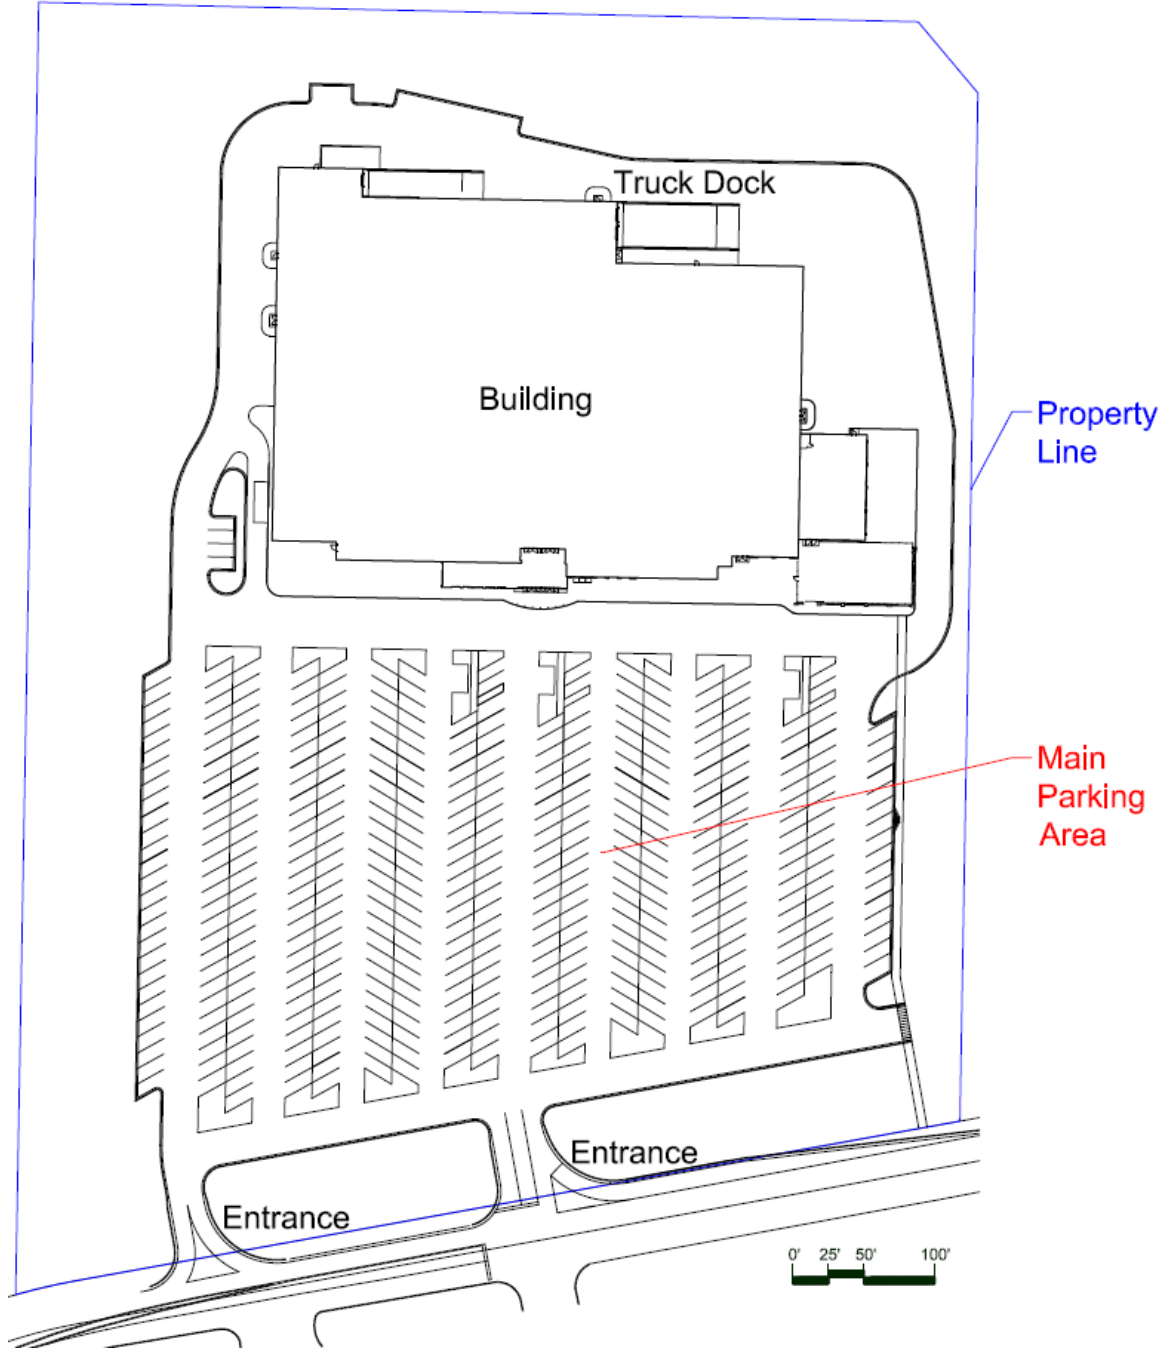 Truck Dock
Building
Property
Line
Main
Parking
Area
Entrance
Entrance
0' 25' 50' 100'